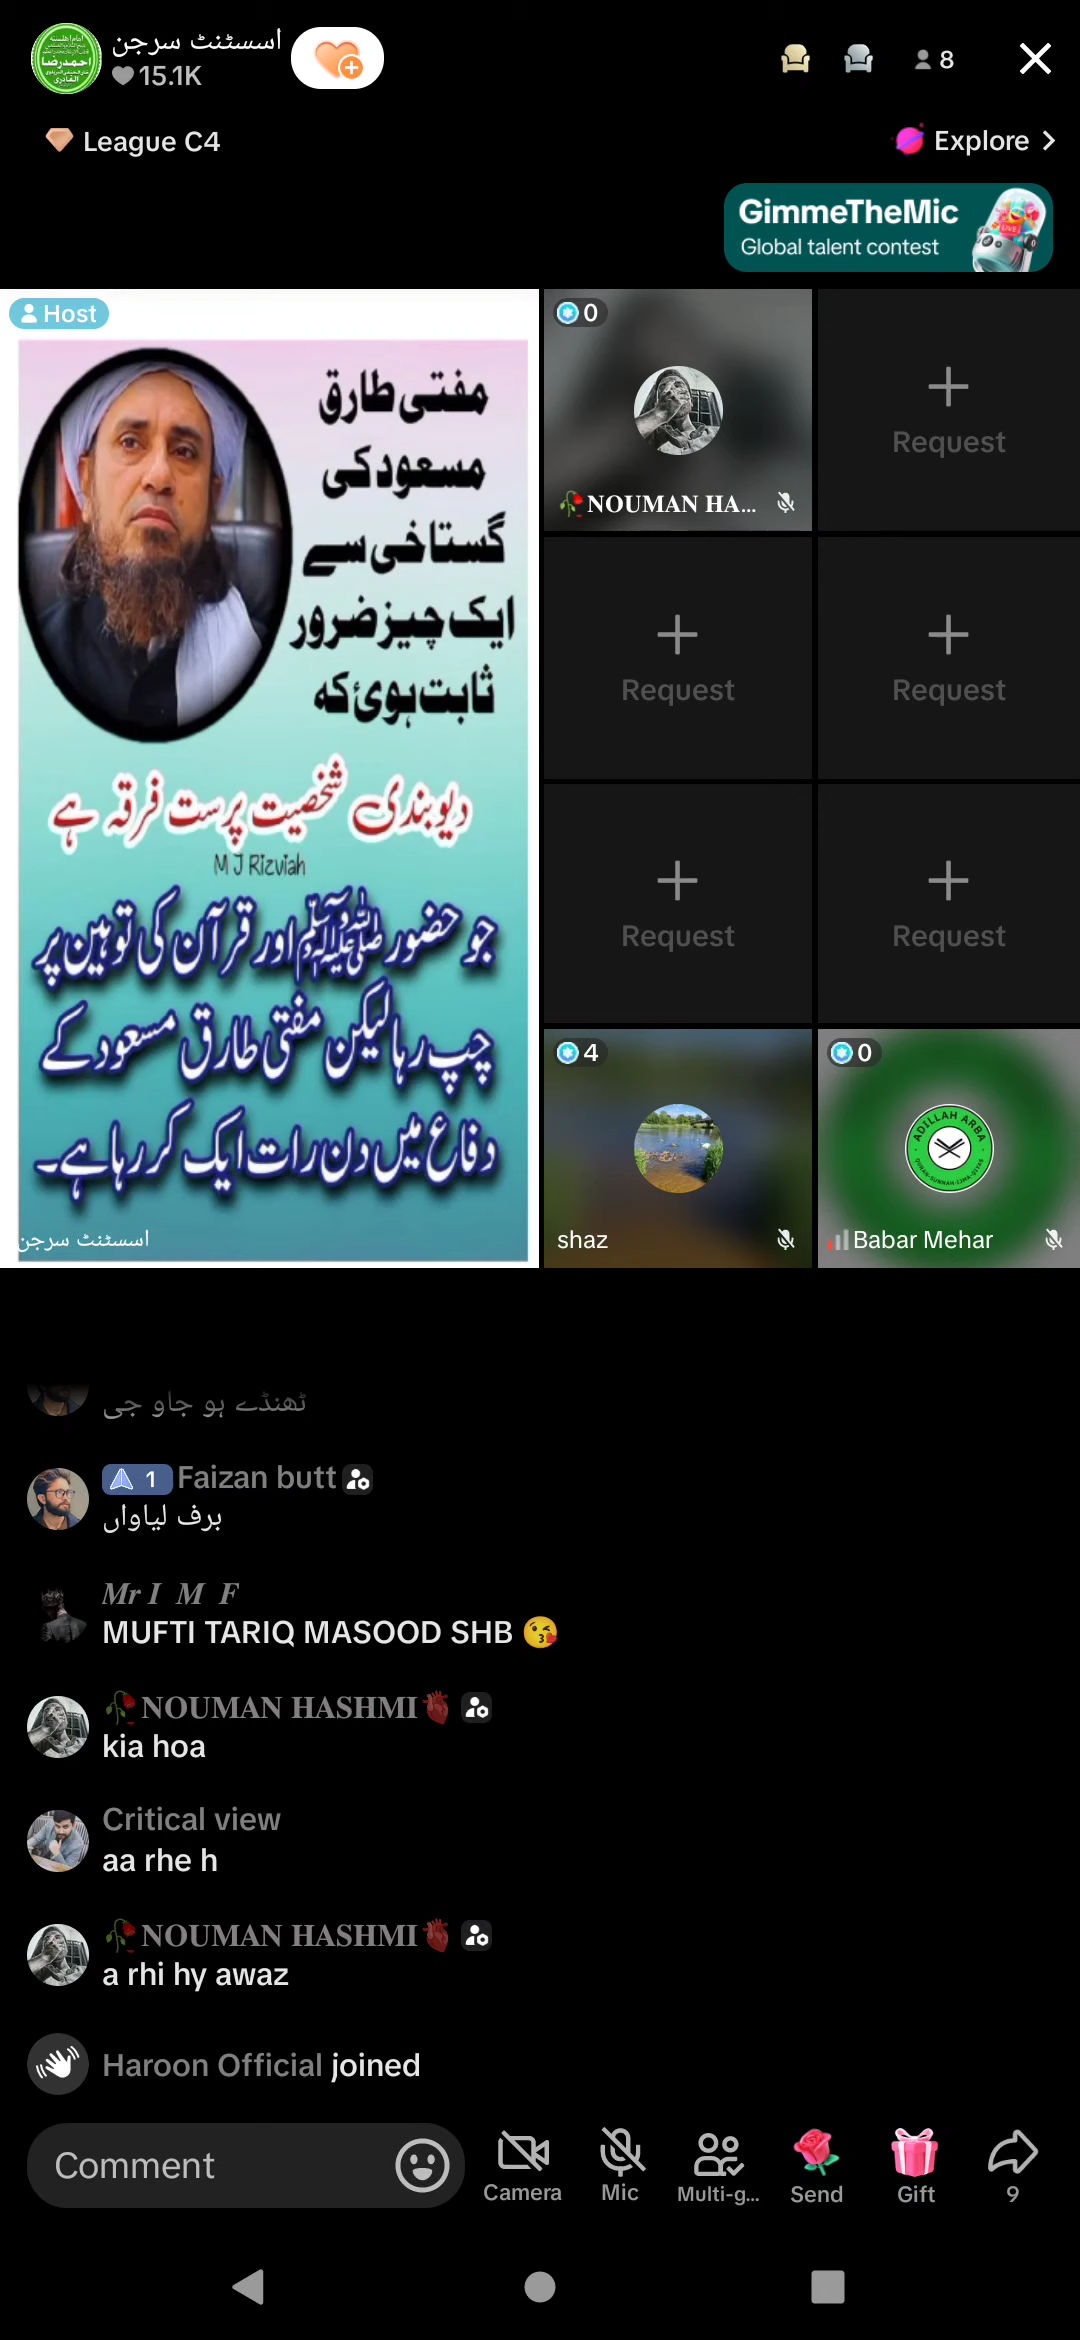 اسسٹنٹ سرجن
15.1K
8
League C4
Explore
GimmeTheMic
Global talent contest
Host
مفتی طارق
مسعود کی
گستاخی سے
ایک چیز ضرور
ثابت ہوئ کہ
دیوبندی شخصیت پرست فرقہ ہے
M J Rizviah
جو حضور ﷺ اور قرآن کی توہین پر
چپ رہا لیکن مفتی طارق مسعود کے
دفاع میں دن رات ایک کر رہا ہے۔
اسسٹنٹ سرجن
0
NOUMAN HA...
Request
Request
Request
Request
Request
4
shaz
0
ADILLAH ARBA
Babar Mehar
ٹھنڈے ہو جاو جی
1 Faizan butt
برف لیاواں
Mr I M F
MUFTI TARIQ MASOOD SHB 😘
🥀NOUMAN HASHMI🫀
kia hoa
Critical view
aa rhe h
🥀NOUMAN HASHMI🫀
a rhi hy awaz
Haroon Official joined
Comment
Camera
Mic
Multi-g...
Send
Gift
9